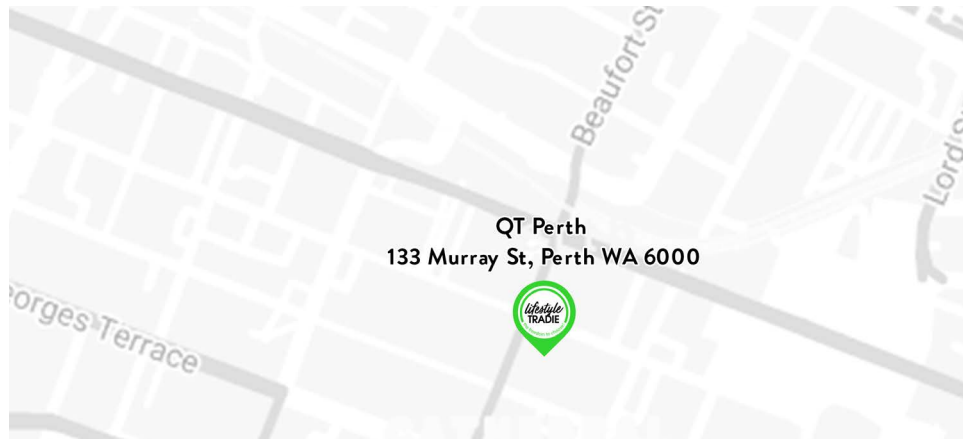 Beaufort St
Lord
QT Perth
133 Murray St, Perth WA 6000
lifestyle
TRADIE
orges Terrace